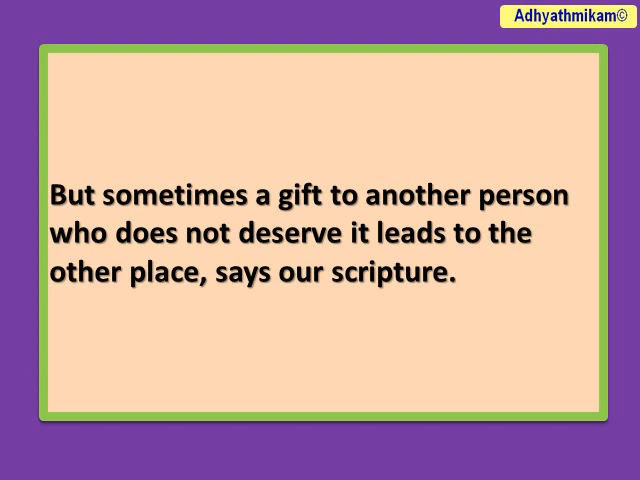 Adhyathmikam©
But sometimes a gift to another person
who does not deserve it leads to the
other place, says our scripture.